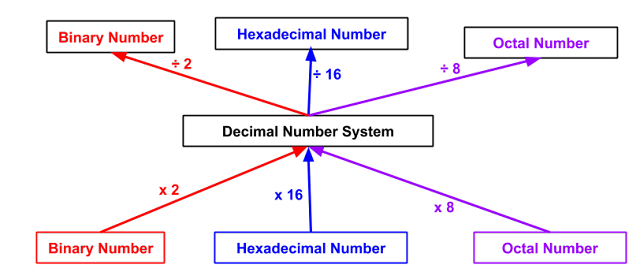 Binary Number
Hexadecimal Number
Octal Number
÷ 2
÷ 16
÷ 8
Decimal Number System
x 2
x 16
x 8
Binary Number
Hexadecimal Number
Octal Number